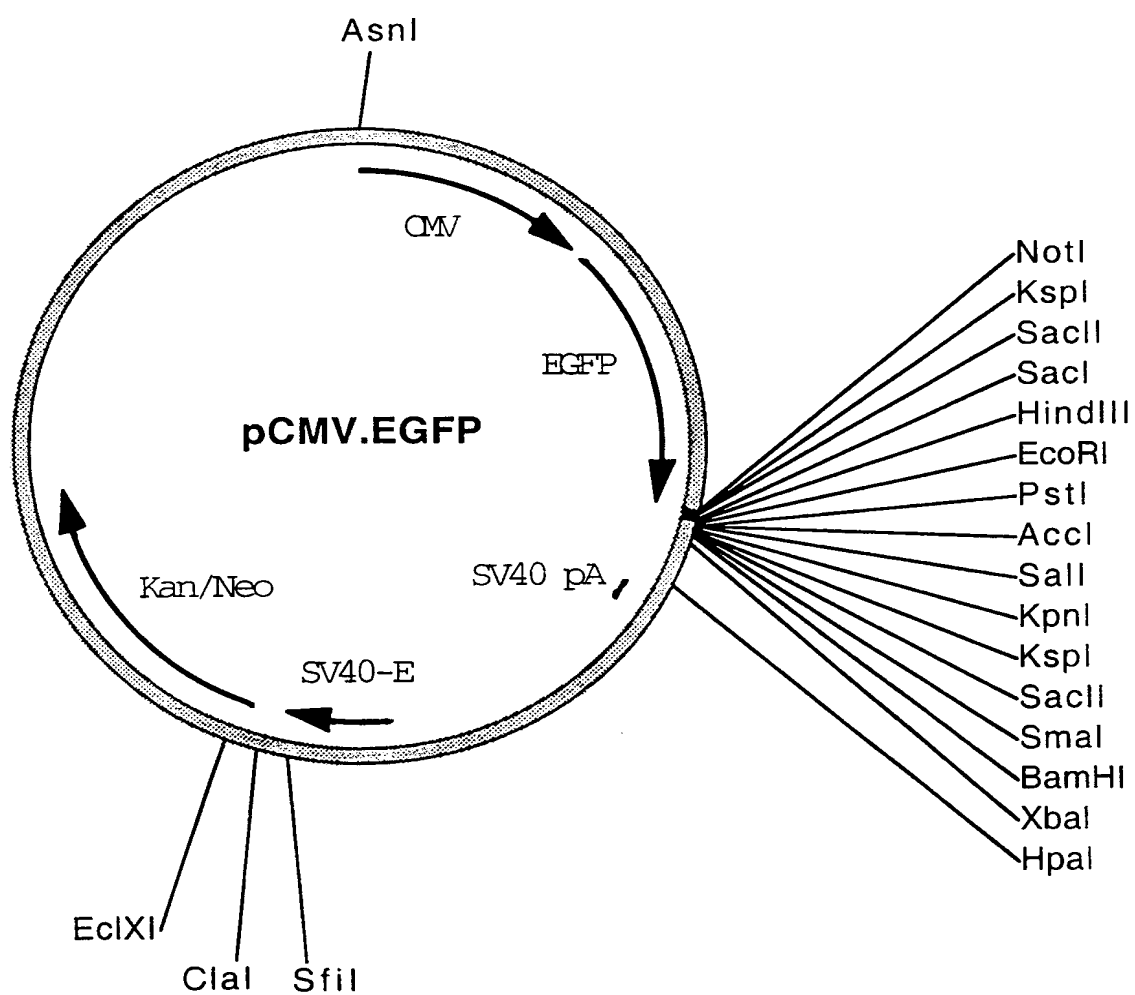 AsnI
CMV
EGFP
pCMV.EGFP
Kan/Neo
SV40 pA
SV40-E
NotI
KspI
SacII
SacI
HindIII
EcoRI
PstI
AccI
SalI
KpnI
KspI
SacII
SmaI
BamHI
XbaI
HpaI
EclXI
ClaI
SfiI